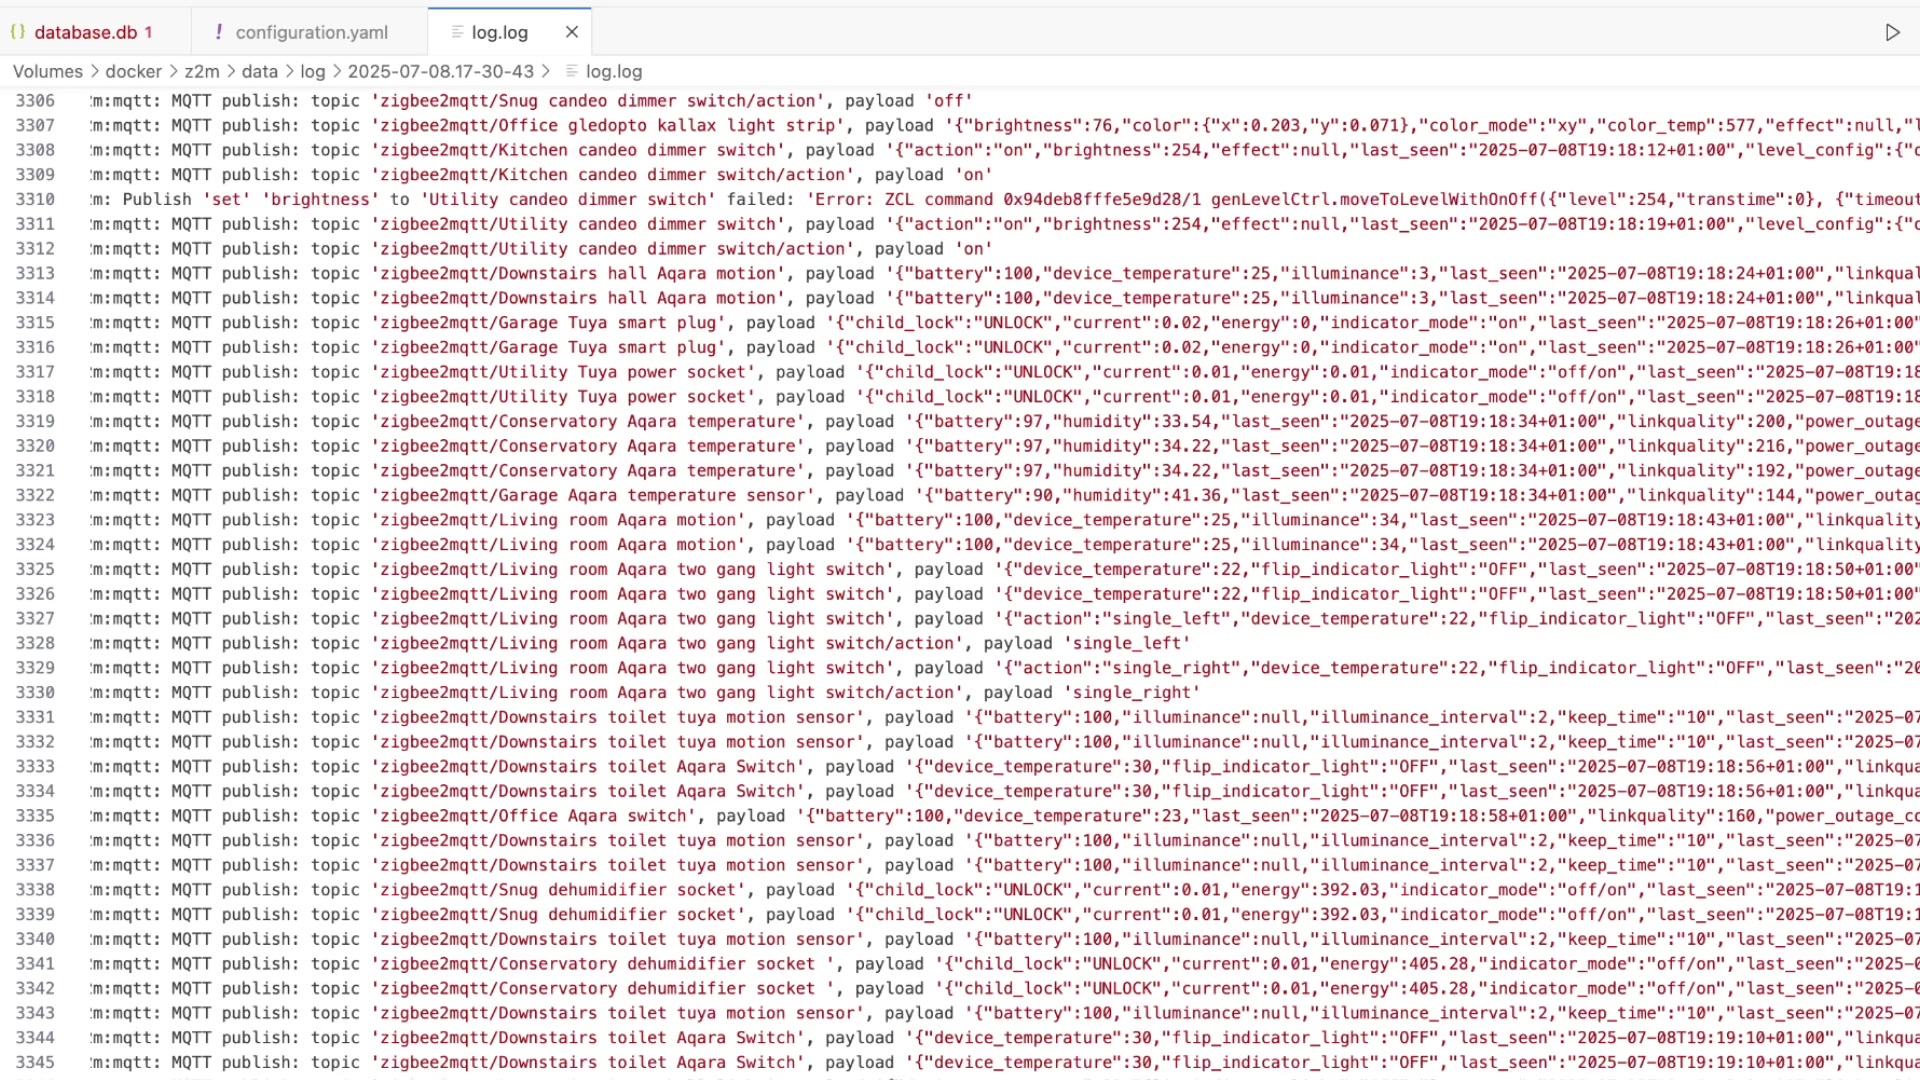 database.db 1
configuration.yaml
log.log
Volumes > docker > z2m > data > log > 2025-07-08.17-30-43 > log.log
3306 m:mqtt: MQTT publish: topic 'zigbee2mqtt/Snug candeo dimmer switch/action', payload 'off'
3307 m:mqtt: MQTT publish: topic 'zigbee2mqtt/Office gledopto kallax light strip', payload '{"brightness":76,"color":{"x":0.203,"y":0.071},"color_mode":"xy","color_temp":577,"effect":null,"l
3308 m:mqtt: MQTT publish: topic 'zigbee2mqtt/Kitchen candeo dimmer switch', payload '{"action":"on","brightness":254,"effect":null,"last_seen":"2025-07-08T19:18:12+01:00","level_config":{"
3309 m:mqtt: MQTT publish: topic 'zigbee2mqtt/Kitchen candeo dimmer switch/action', payload 'on'
3310 m: Publish 'set' 'brightness' to 'Utility candeo dimmer switch' failed: 'Error: ZCL command 0x94deb8fffe5e9d28/1 genLevelCtrl.moveToLevelWithOnOff({"level":254,"transtime":0}, {"timeout
3311 m:mqtt: MQTT publish: topic 'zigbee2mqtt/Utility candeo dimmer switch', payload '{"action":"on","brightness":254,"effect":null,"last_seen":"2025-07-08T19:18:19+01:00","level_config":{"
3312 m:mqtt: MQTT publish: topic 'zigbee2mqtt/Utility candeo dimmer switch/action', payload 'on'
3313 m:mqtt: MQTT publish: topic 'zigbee2mqtt/Downstairs hall Aqara motion', payload '{"battery":100,"device_temperature":25,"illuminance":3,"last_seen":"2025-07-08T19:18:24+01:00","linkqual
3314 m:mqtt: MQTT publish: topic 'zigbee2mqtt/Downstairs hall Aqara motion', payload '{"battery":100,"device_temperature":25,"illuminance":3,"last_seen":"2025-07-08T19:18:24+01:00","linkqual
3315 m:mqtt: MQTT publish: topic 'zigbee2mqtt/Garage Tuya smart plug', payload '{"child_lock":"UNLOCK","current":0.02,"energy":0,"indicator_mode":"on","last_seen":"2025-07-08T19:18:26+01:00"
3316 m:mqtt: MQTT publish: topic 'zigbee2mqtt/Garage Tuya smart plug', payload '{"child_lock":"UNLOCK","current":0.02,"energy":0,"indicator_mode":"on","last_seen":"2025-07-08T19:18:26+01:00"
3317 m:mqtt: MQTT publish: topic 'zigbee2mqtt/Utility Tuya power socket', payload '{"child_lock":"UNLOCK","current":0.01,"energy":0.01,"indicator_mode":"off/on","last_seen":"2025-07-08T19:18
3318 m:mqtt: MQTT publish: topic 'zigbee2mqtt/Utility Tuya power socket', payload '{"child_lock":"UNLOCK","current":0.01,"energy":0.01,"indicator_mode":"off/on","last_seen":"2025-07-08T19:18
3319 m:mqtt: MQTT publish: topic 'zigbee2mqtt/Conservatory Aqara temperature', payload '{"battery":97,"humidity":33.54,"last_seen":"2025-07-08T19:18:34+01:00","linkquality":200,"power_outage
3320 m:mqtt: MQTT publish: topic 'zigbee2mqtt/Conservatory Aqara temperature', payload '{"battery":97,"humidity":34.22,"last_seen":"2025-07-08T19:18:34+01:00","linkquality":216,"power_outage
3321 m:mqtt: MQTT publish: topic 'zigbee2mqtt/Conservatory Aqara temperature', payload '{"battery":97,"humidity":34.22,"last_seen":"2025-07-08T19:18:34+01:00","linkquality":192,"power_outage
3322 m:mqtt: MQTT publish: topic 'zigbee2mqtt/Garage Aqara temperature sensor', payload '{"battery":90,"humidity":41.36,"last_seen":"2025-07-08T19:18:34+01:00","linkquality":144,"power_outag
3323 m:mqtt: MQTT publish: topic 'zigbee2mqtt/Living room Aqara motion', payload '{"battery":100,"device_temperature":25,"illuminance":34,"last_seen":"2025-07-08T19:18:43+01:00","linkquality
3324 m:mqtt: MQTT publish: topic 'zigbee2mqtt/Living room Aqara motion', payload '{"battery":100,"device_temperature":25,"illuminance":34,"last_seen":"2025-07-08T19:18:43+01:00","linkquality
3325 m:mqtt: MQTT publish: topic 'zigbee2mqtt/Living room Aqara two gang light switch', payload '{"device_temperature":22,"flip_indicator_light":"OFF","last_seen":"2025-07-08T19:18:50+01:00"
3326 m:mqtt: MQTT publish: topic 'zigbee2mqtt/Living room Aqara two gang light switch', payload '{"device_temperature":22,"flip_indicator_light":"OFF","last_seen":"2025-07-08T19:18:50+01:00"
3327 m:mqtt: MQTT publish: topic 'zigbee2mqtt/Living room Aqara two gang light switch', payload '{"action":"single_left","device_temperature":22,"flip_indicator_light":"OFF","last_seen":"202
3328 m:mqtt: MQTT publish: topic 'zigbee2mqtt/Living room Aqara two gang light switch/action', payload 'single_left'
3329 m:mqtt: MQTT publish: topic 'zigbee2mqtt/Living room Aqara two gang light switch', payload '{"action":"single_right","device_temperature":22,"flip_indicator_light":"OFF","last_seen":"20
3330 m:mqtt: MQTT publish: topic 'zigbee2mqtt/Living room Aqara two gang light switch/action', payload 'single_right'
3331 m:mqtt: MQTT publish: topic 'zigbee2mqtt/Downstairs toilet tuya motion sensor', payload '{"battery":100,"illuminance":null,"illuminance_interval":2,"keep_time":"10","last_seen":"2025-07
3332 m:mqtt: MQTT publish: topic 'zigbee2mqtt/Downstairs toilet tuya motion sensor', payload '{"battery":100,"illuminance":null,"illuminance_interval":2,"keep_time":"10","last_seen":"2025-07
3333 m:mqtt: MQTT publish: topic 'zigbee2mqtt/Downstairs toilet Aqara Switch', payload '{"device_temperature":30,"flip_indicator_light":"OFF","last_seen":"2025-07-08T19:18:56+01:00","linkqua
3334 m:mqtt: MQTT publish: topic 'zigbee2mqtt/Downstairs toilet Aqara Switch', payload '{"device_temperature":30,"flip_indicator_light":"OFF","last_seen":"2025-07-08T19:18:56+01:00","linkqua
3335 m:mqtt: MQTT publish: topic 'zigbee2mqtt/Office Aqara switch', payload '{"battery":100,"device_temperature":23,"last_seen":"2025-07-08T19:18:58+01:00","linkquality":160,"power_outage_co
3336 m:mqtt: MQTT publish: topic 'zigbee2mqtt/Downstairs toilet tuya motion sensor', payload '{"battery":100,"illuminance":null,"illuminance_interval":2,"keep_time":"10","last_seen":"2025-07
3337 m:mqtt: MQTT publish: topic 'zigbee2mqtt/Downstairs toilet tuya motion sensor', payload '{"battery":100,"illuminance":null,"illuminance_interval":2,"keep_time":"10","last_seen":"2025-07
3338 m:mqtt: MQTT publish: topic 'zigbee2mqtt/Snug dehumidifier socket', payload '{"child_lock":"UNLOCK","current":0.01,"energy":392.03,"indicator_mode":"off/on","last_seen":"2025-07-08T19:1
3339 m:mqtt: MQTT publish: topic 'zigbee2mqtt/Snug dehumidifier socket', payload '{"child_lock":"UNLOCK","current":0.01,"energy":392.03,"indicator_mode":"off/on","last_seen":"2025-07-08T19:1
3340 m:mqtt: MQTT publish: topic 'zigbee2mqtt/Downstairs toilet tuya motion sensor', payload '{"battery":100,"illuminance":null,"illuminance_interval":2,"keep_time":"10","last_seen":"2025-07
3341 m:mqtt: MQTT publish: topic 'zigbee2mqtt/Conservatory dehumidifier socket ', payload '{"child_lock":"UNLOCK","current":0.01,"energy":405.28,"indicator_mode":"off/on","last_seen":"2025-0
3342 m:mqtt: MQTT publish: topic 'zigbee2mqtt/Conservatory dehumidifier socket ', payload '{"child_lock":"UNLOCK","current":0.01,"energy":405.28,"indicator_mode":"off/on","last_seen":"2025-0
3343 m:mqtt: MQTT publish: topic 'zigbee2mqtt/Downstairs toilet tuya motion sensor', payload '{"battery":100,"illuminance":null,"illuminance_interval":2,"keep_time":"10","last_seen":"2025-07
3344 m:mqtt: MQTT publish: topic 'zigbee2mqtt/Downstairs toilet Aqara Switch', payload '{"device_temperature":30,"flip_indicator_light":"OFF","last_seen":"2025-07-08T19:19:10+01:00","linkqua
3345 m:mqtt: MQTT publish: topic 'zigbee2mqtt/Downstairs toilet Aqara Switch', payload '{"device_temperature":30,"flip_indicator_light":"OFF","last_seen":"2025-07-08T19:19:10+01:00","linkqua